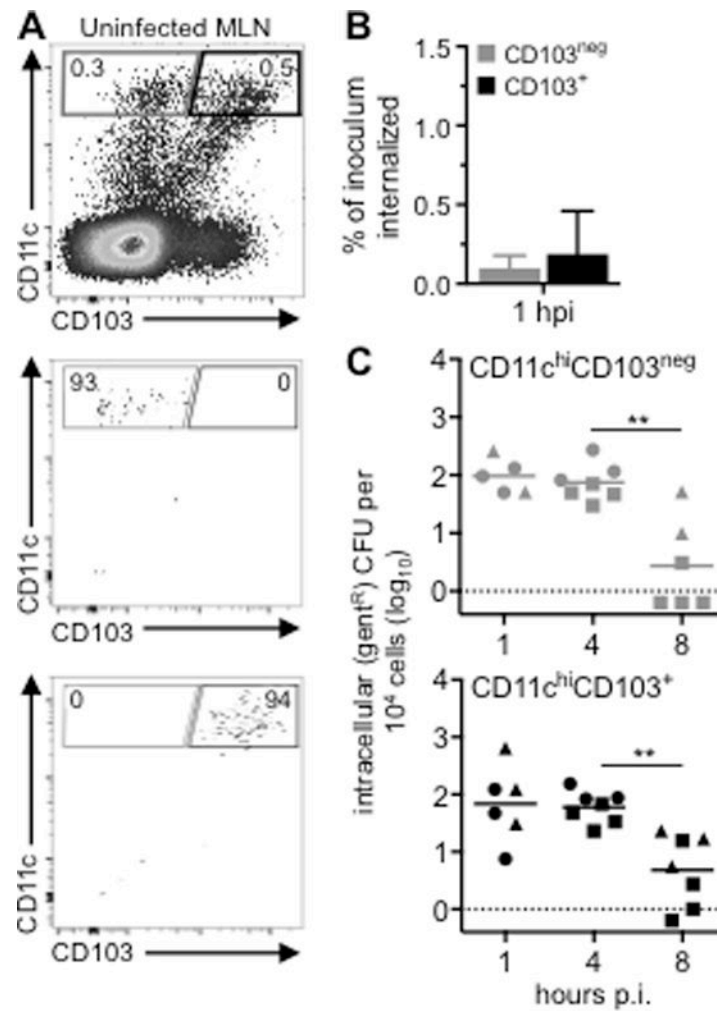 A
Uninfected MLN
0.3 0.5
CD11c
CD103
93 0
CD11c
CD103
0 94
CD11c
CD103
B
CD103ⁿᵉᵍ
CD103⁺
% of inoculum
internalized
1.5
1.0
0.5
0.0
1 hpi
C
intracellular (gentᴿ) CFU per
10⁴ cells (log₁₀)
CD11cʰⁱCD103ⁿᵉᵍ
**
4
3
2
1
0
1 4 8
CD11cʰⁱCD103⁺
**
4
3
2
1
0
1 4 8
hours p.i.